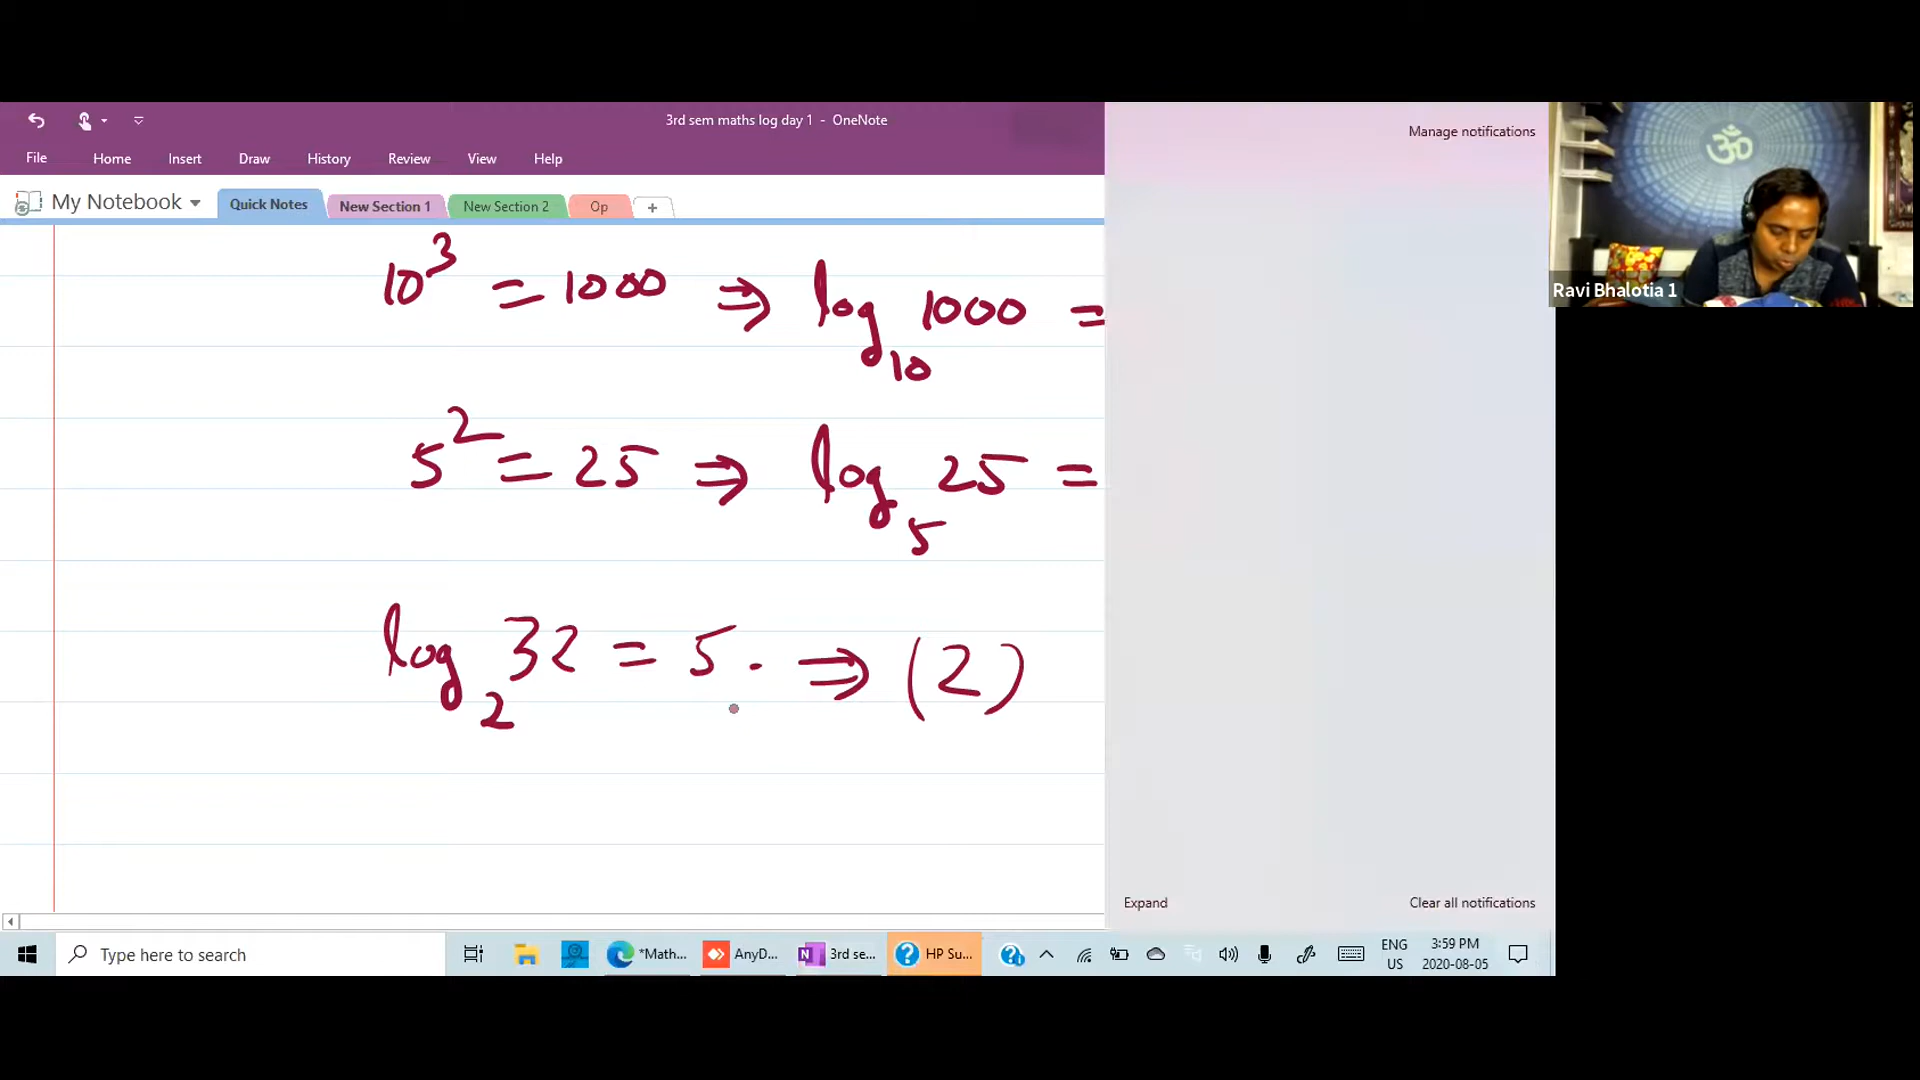 3rd sem maths log day 1 - OneNote
Manage notifications
File Home Insert Draw History Review View Help
Ravi Bhalotia 1
My Notebook Quick Notes New Section 1 New Section 2 Op +
10³ = 1000 ⇒ log₁₀ 1000 =
5² = 25 ⇒ log₅ 25 =
log₂ 32 = 5. ⇒ (2)
Expand Clear all notifications
Type here to search *Math... AnyD... 3rd se... HP Su... ENG US 3:59 PM 2020-08-05